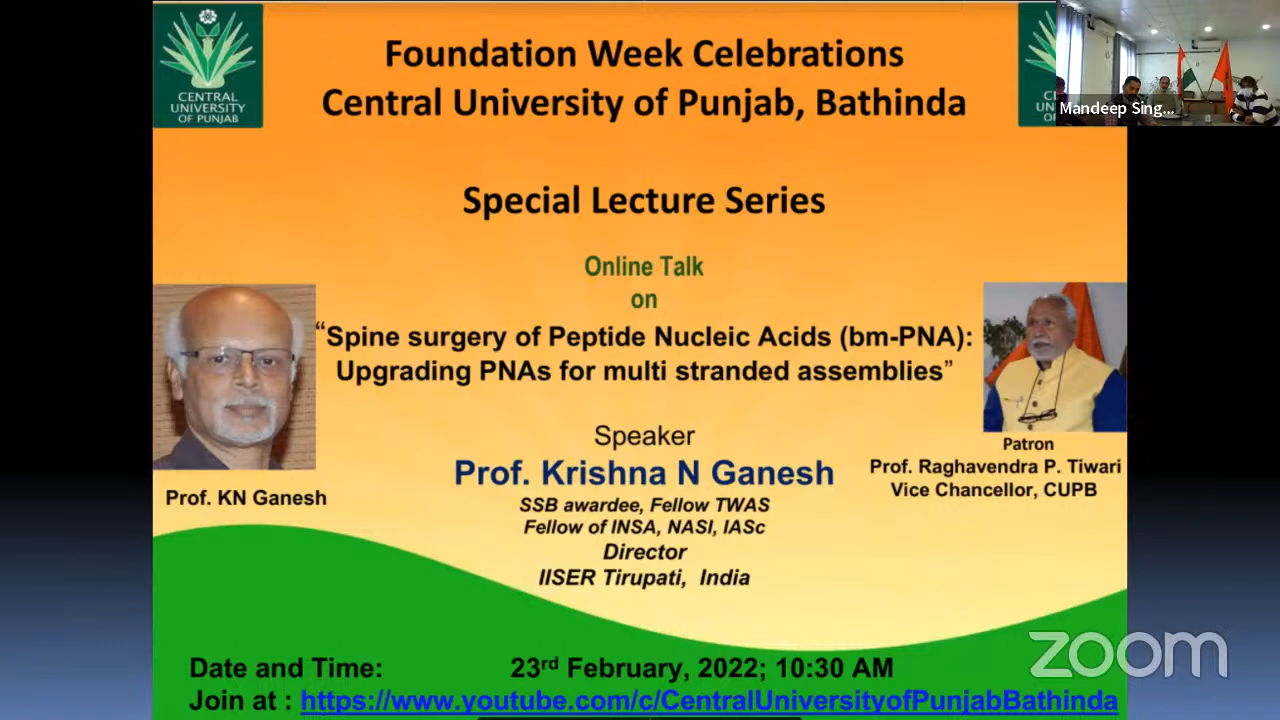 CENTRAL
UNIVERSITY
OF PUNJAB
Foundation Week Celebrations
Central University of Punjab, Bathinda
Mandeep Sing...
Special Lecture Series
Online Talk
on
“Spine surgery of Peptide Nucleic Acids (bm-PNA):
Upgrading PNAs for multi stranded assemblies”
Speaker
Prof. Krishna N Ganesh
SSB awardee, Fellow TWAS
Fellow of INSA, NASI, IASc
Director
IISER Tirupati, India
Prof. KN Ganesh
Patron
Prof. Raghavendra P. Tiwari
Vice Chancellor, CUPB
zoom
Date and Time: 23rd February, 2022; 10:30 AM
Join at : https://www.youtube.com/c/CentralUniversityofPunjabBathinda